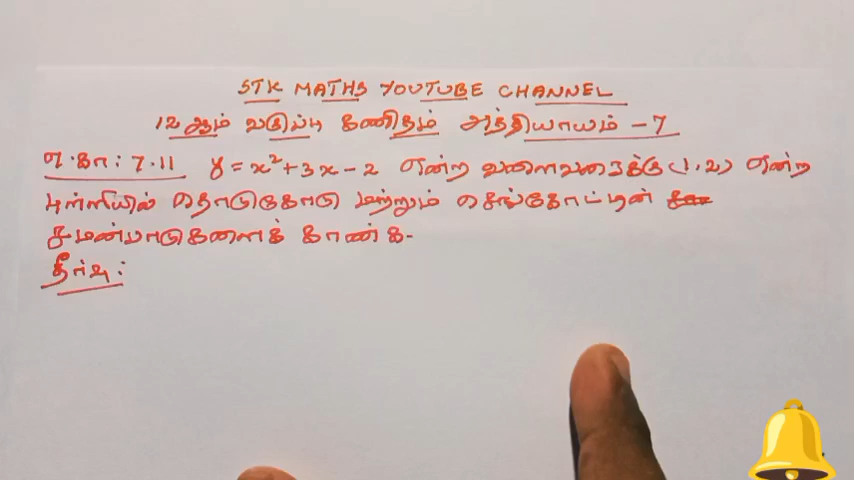 STK MATHS YOUTUBE CHANNEL
12 ஆம் வகுப்பு கணிதம் அத்தியாயம் - 7
எ.கா: 7.11 y = x² + 3x - 2 என்ற வளைவரைக்கு (1, 2) என்ற
புள்ளியில் தொடுகோடு மற்றும் செங்கோட்டின்
சமன்பாடுகளைக் காண்க.
தீர்வு: